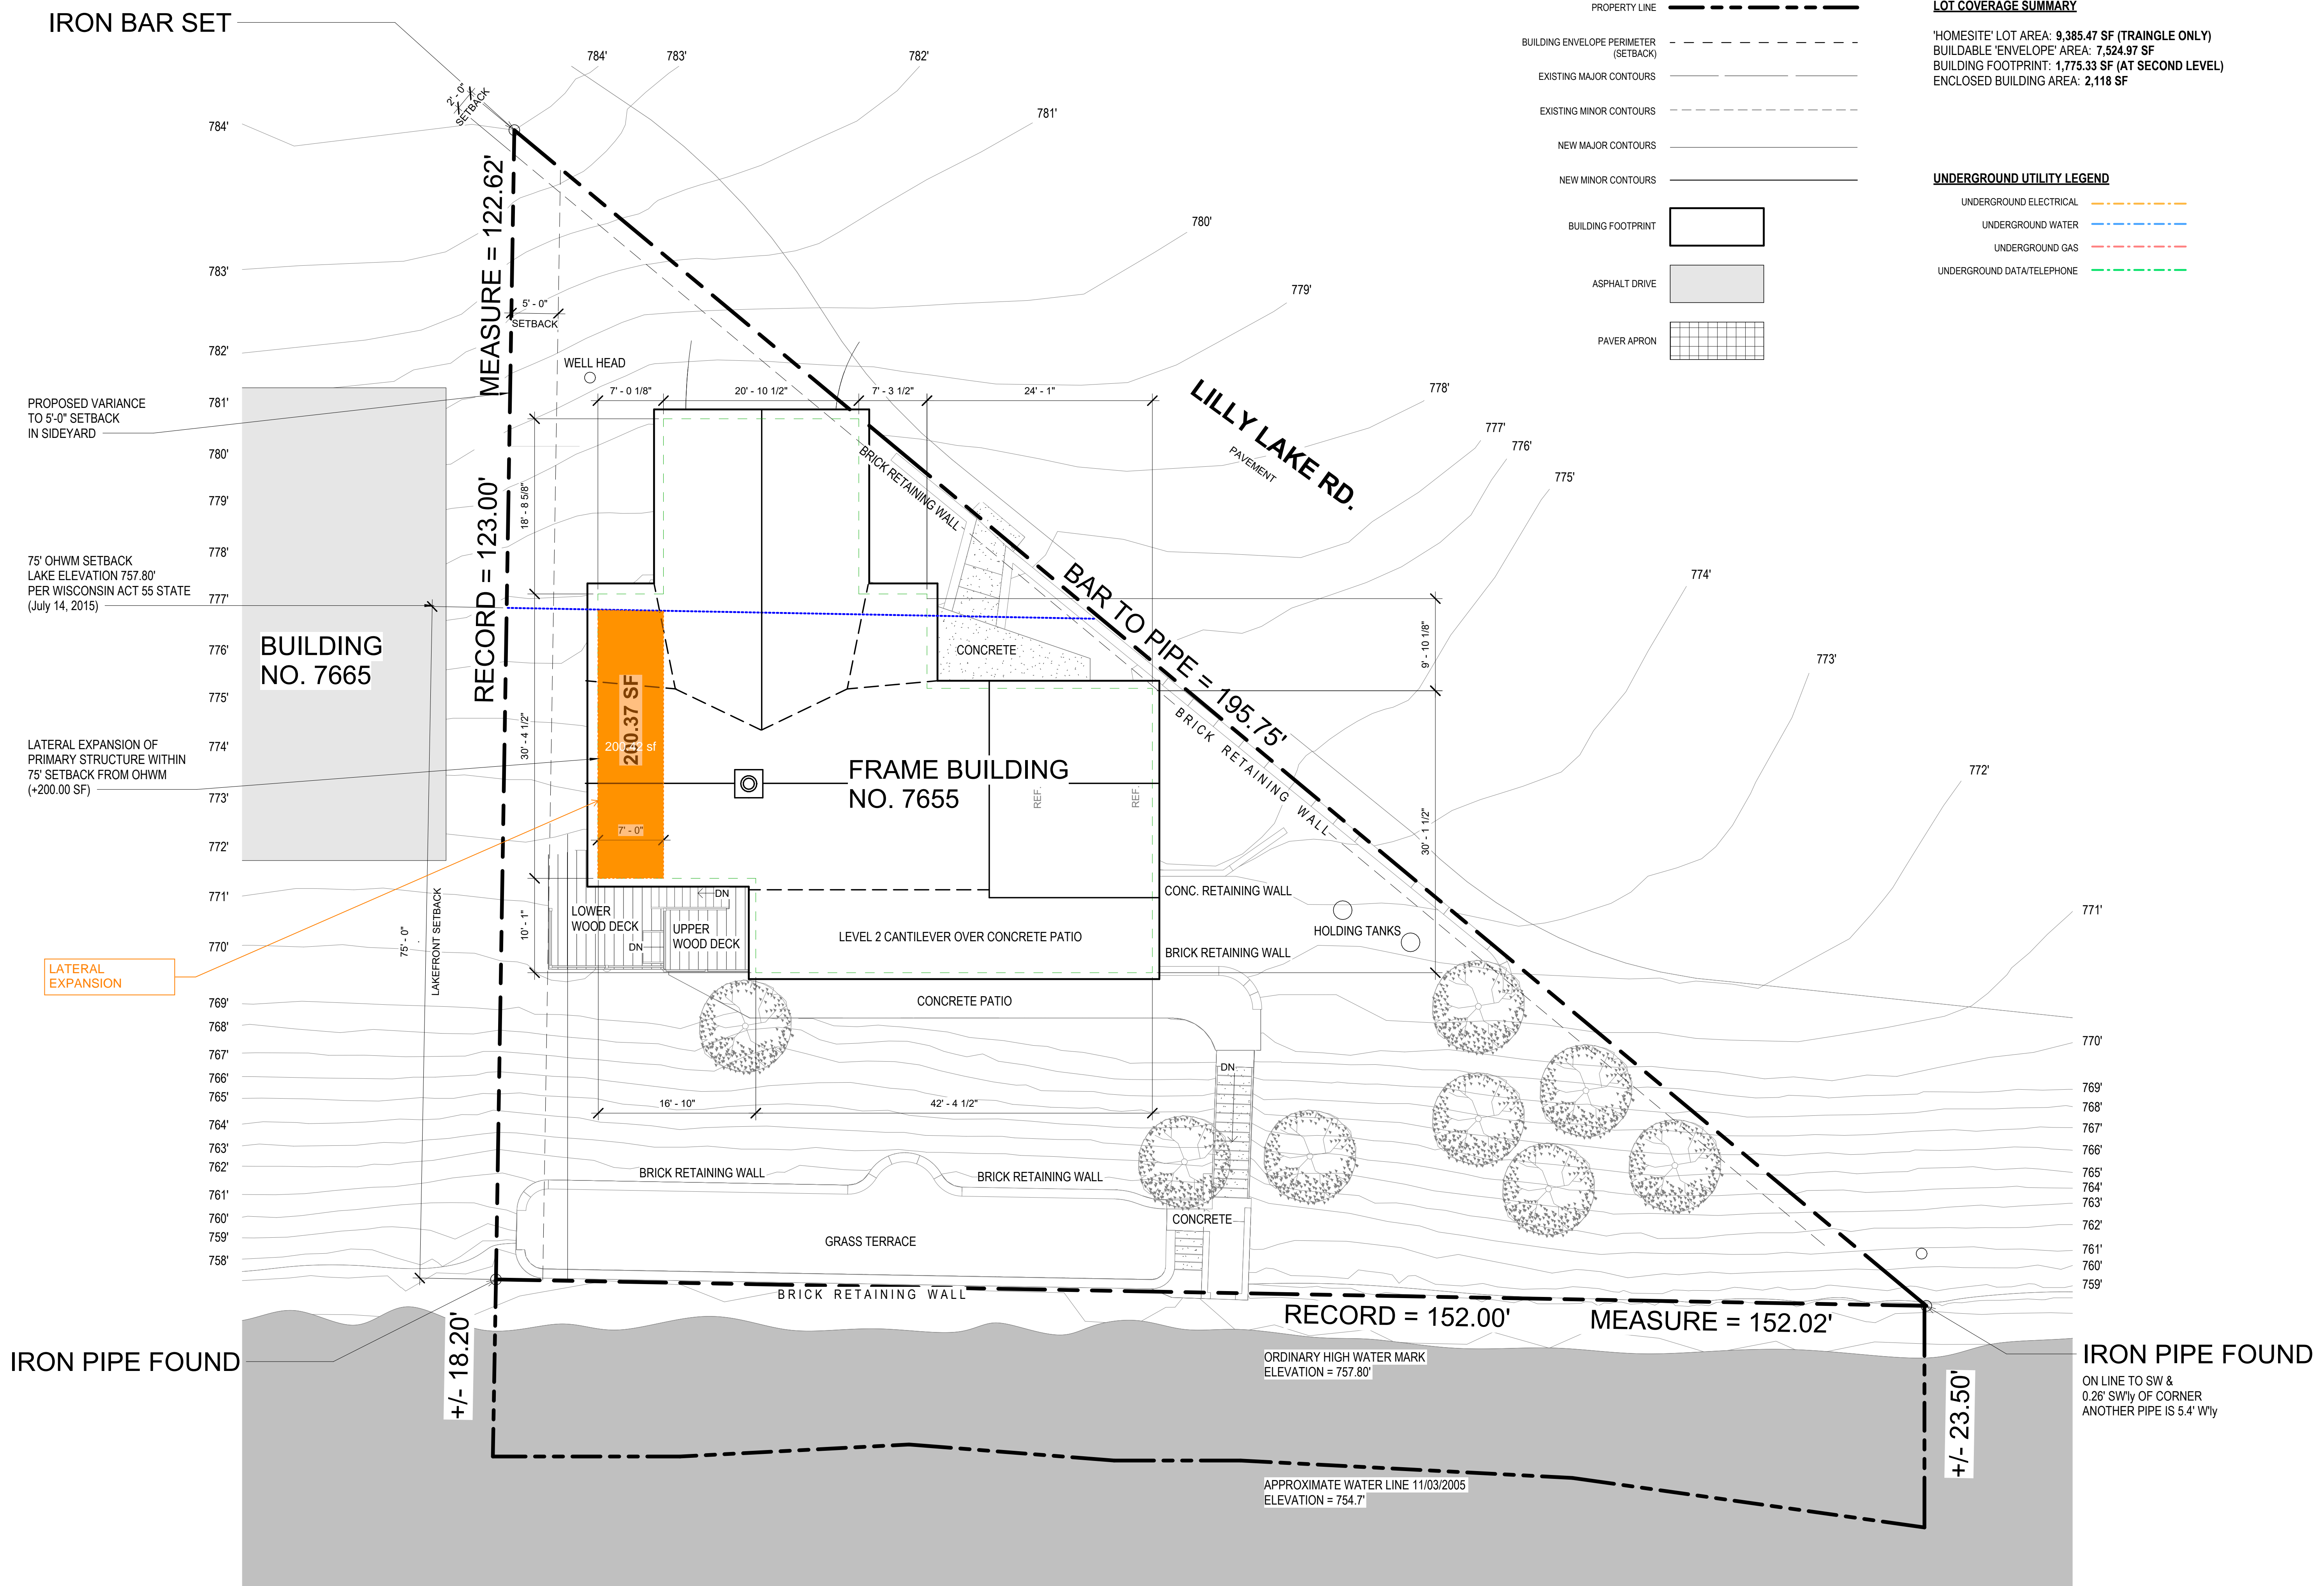 IRON BAR SET
2' - 0"
SETBACK
784'
783'
782'
781'
780'
779'
778'
777'
776'
775'
774'
773'
772'
771'
770'
769'
768'
767'
766'
765'
764'
763'
762'
761'
760'
759'
PROPERTY LINE
BUILDING ENVELOPE PERIMETER
(SETBACK)
EXISTING MAJOR CONTOURS
EXISTING MINOR CONTOURS
NEW MAJOR CONTOURS
NEW MINOR CONTOURS
BUILDING FOOTPRINT
ASPHALT DRIVE
PAVER APRON
LOT COVERAGE SUMMARY
'HOMESITE' LOT AREA: 9,385.47 SF (TRAINGLE ONLY)
BUILDABLE 'ENVELOPE' AREA: 7,524.97 SF
BUILDING FOOTPRINT: 1,775.33 SF (AT SECOND LEVEL)
ENCLOSED BUILDING AREA: 2,118 SF
UNDERGROUND UTILITY LEGEND
UNDERGROUND ELECTRICAL
UNDERGROUND WATER
UNDERGROUND GAS
UNDERGROUND DATA/TELEPHONE
784'
783'
782'
781'
780'
779'
778'
777'
776'
775'
774'
773'
772'
771'
770'
769'
768'
767'
766'
765'
764'
763'
762'
761'
760'
759'
758'
PROPOSED VARIANCE
TO 5'-0" SETBACK
IN SIDEYARD
75' OHWM SETBACK
LAKE ELEVATION 757.80'
PER WISCONSIN ACT 55 STATE
(July 14, 2015)
BUILDING
NO. 7665
LATERAL EXPANSION OF
PRIMARY STRUCTURE WITHIN
75' SETBACK FROM OHWM
(+200.00 SF)
LATERAL
EXPANSION
75' - 0"
LAKEFRONT SETBACK
RECORD = 123.00'
MEASURE = 122.62'
5' - 0"
SETBACK
WELL HEAD
7' - 0 1/8"
20' - 10 1/2"
7' - 3 1/2"
24' - 1"
18' - 8 5/8"
30' - 4 1/2"
10' - 1"
BRICK RETAINING WALL
LILLY LAKE RD.
PAVEMENT
BAR TO PIPE = 195.75'
BRICK RETAINING WALL
CONCRETE
9' - 10 1/8"
30' - 1 1/2"
200.37 SF
200.42 sf
7' - 0"
FRAME BUILDING
NO. 7655
REF.
REF.
DN
LOWER
WOOD DECK
DN
UPPER
WOOD DECK
LEVEL 2 CANTILEVER OVER CONCRETE PATIO
CONC. RETAINING WALL
HOLDING TANKS
BRICK RETAINING WALL
CONCRETE PATIO
DN
16' - 10"
42' - 4 1/2"
BRICK RETAINING WALL
BRICK RETAINING WALL
CONCRETE
GRASS TERRACE
BRICK RETAINING WALL
RECORD = 152.00'
MEASURE = 152.02'
IRON PIPE FOUND
+/- 18.20'
ORDINARY HIGH WATER MARK
ELEVATION = 757.80'
APPROXIMATE WATER LINE 11/03/2005
ELEVATION = 754.7'
+/- 23.50'
IRON PIPE FOUND
ON LINE TO SW &
0.26' SW'ly OF CORNER
ANOTHER PIPE IS 5.4' W'ly